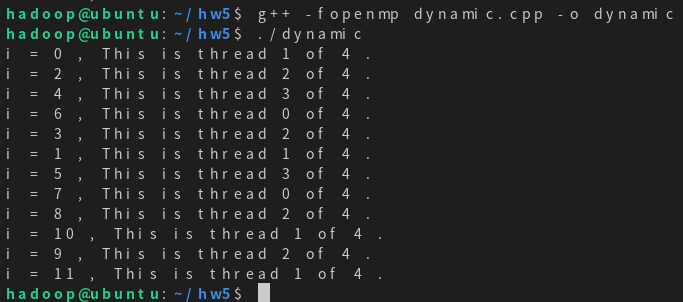 hadoop@ubuntu:~/hw5$ g++ -fopenmp dynamic.cpp -o dynamic
hadoop@ubuntu:~/hw5$ ./dynamic
i = 0 , This is thread 1 of 4 .
i = 2 , This is thread 2 of 4 .
i = 4 , This is thread 3 of 4 .
i = 6 , This is thread 0 of 4 .
i = 3 , This is thread 2 of 4 .
i = 1 , This is thread 1 of 4 .
i = 5 , This is thread 3 of 4 .
i = 7 , This is thread 0 of 4 .
i = 8 , This is thread 2 of 4 .
i = 10 , This is thread 1 of 4 .
i = 9 , This is thread 2 of 4 .
i = 11 , This is thread 1 of 4 .
hadoop@ubuntu:~/hw5$